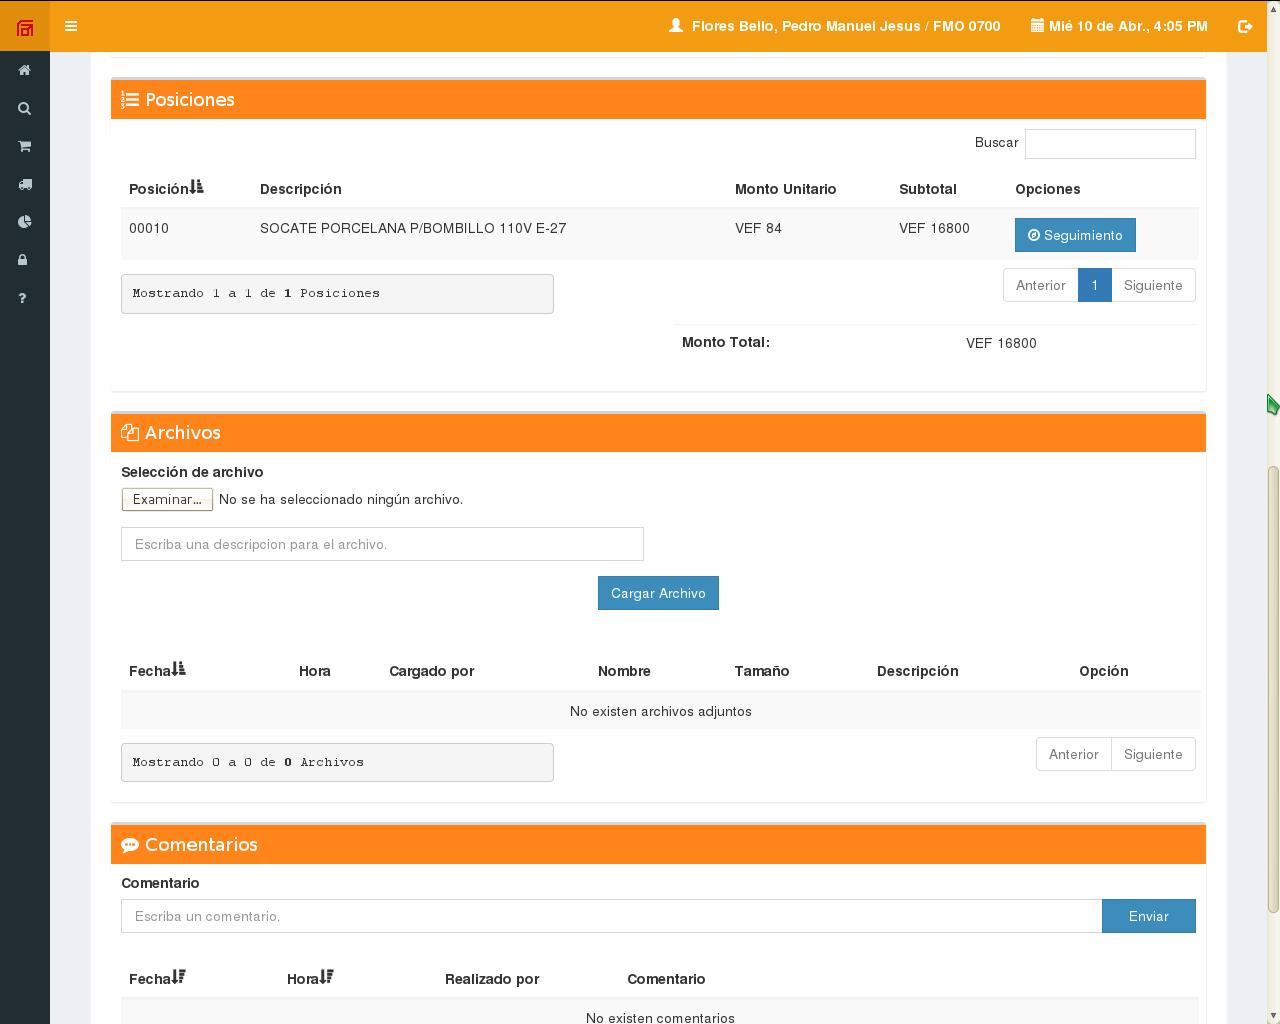 Flores Bello, Pedro Manuel Jesus / FMO 0700 Mié 10 de Abr., 4:05 PM
Posiciones
Buscar
Posición Descripción Monto Unitario Subtotal Opciones
00010 SOCATE PORCELANA P/BOMBILLO 110V E-27 VEF 84 VEF 16800 Seguimiento
Mostrando 1 a 1 de 1 Posiciones Anterior 1 Siguiente
Monto Total: VEF 16800
Archivos
Selección de archivo
Examinar... No se ha seleccionado ningún archivo.
Escriba una descripcion para el archivo.
Cargar Archivo
Fecha Hora Cargado por Nombre Tamaño Descripción Opción
No existen archivos adjuntos
Mostrando 0 a 0 de 0 Archivos Anterior Siguiente
Comentarios
Comentario
Escriba un comentario. Enviar
Fecha Hora Realizado por Comentario
No existen comentarios